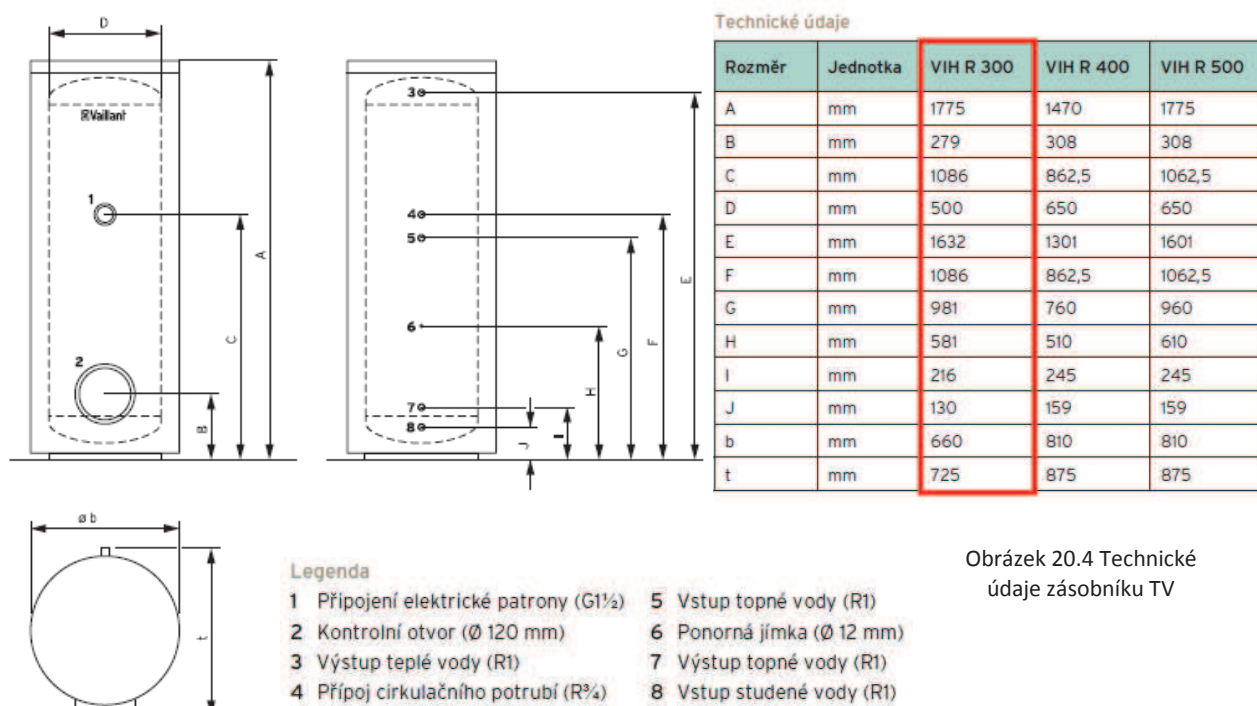 D
Vaillant
1
2
A
C
B
3
4
5
6
7
8
J
I
H
G
F
E
Technické údaje
Rozměr Jednotka VIH R 300 VIH R 400 VIH R 500
A mm 1775 1470 1775
B mm 279 308 308
C mm 1086 862,5 1062,5
D mm 500 650 650
E mm 1632 1301 1601
F mm 1086 862,5 1062,5
G mm 981 760 960
H mm 581 510 610
I mm 216 245 245
J mm 130 159 159
b mm 660 810 810
t mm 725 875 875
ø b
t
Legenda
1 Připojení elektrické patrony (G1½)
2 Kontrolní otvor (Ø 120 mm)
3 Výstup teplé vody (R1)
4 Přípoj cirkulačního potrubí (R¾)
5 Vstup topné vody (R1)
6 Ponorná jímka (Ø 12 mm)
7 Výstup topné vody (R1)
8 Vstup studené vody (R1)
Obrázek 20.4 Technické
údaje zásobníku TV